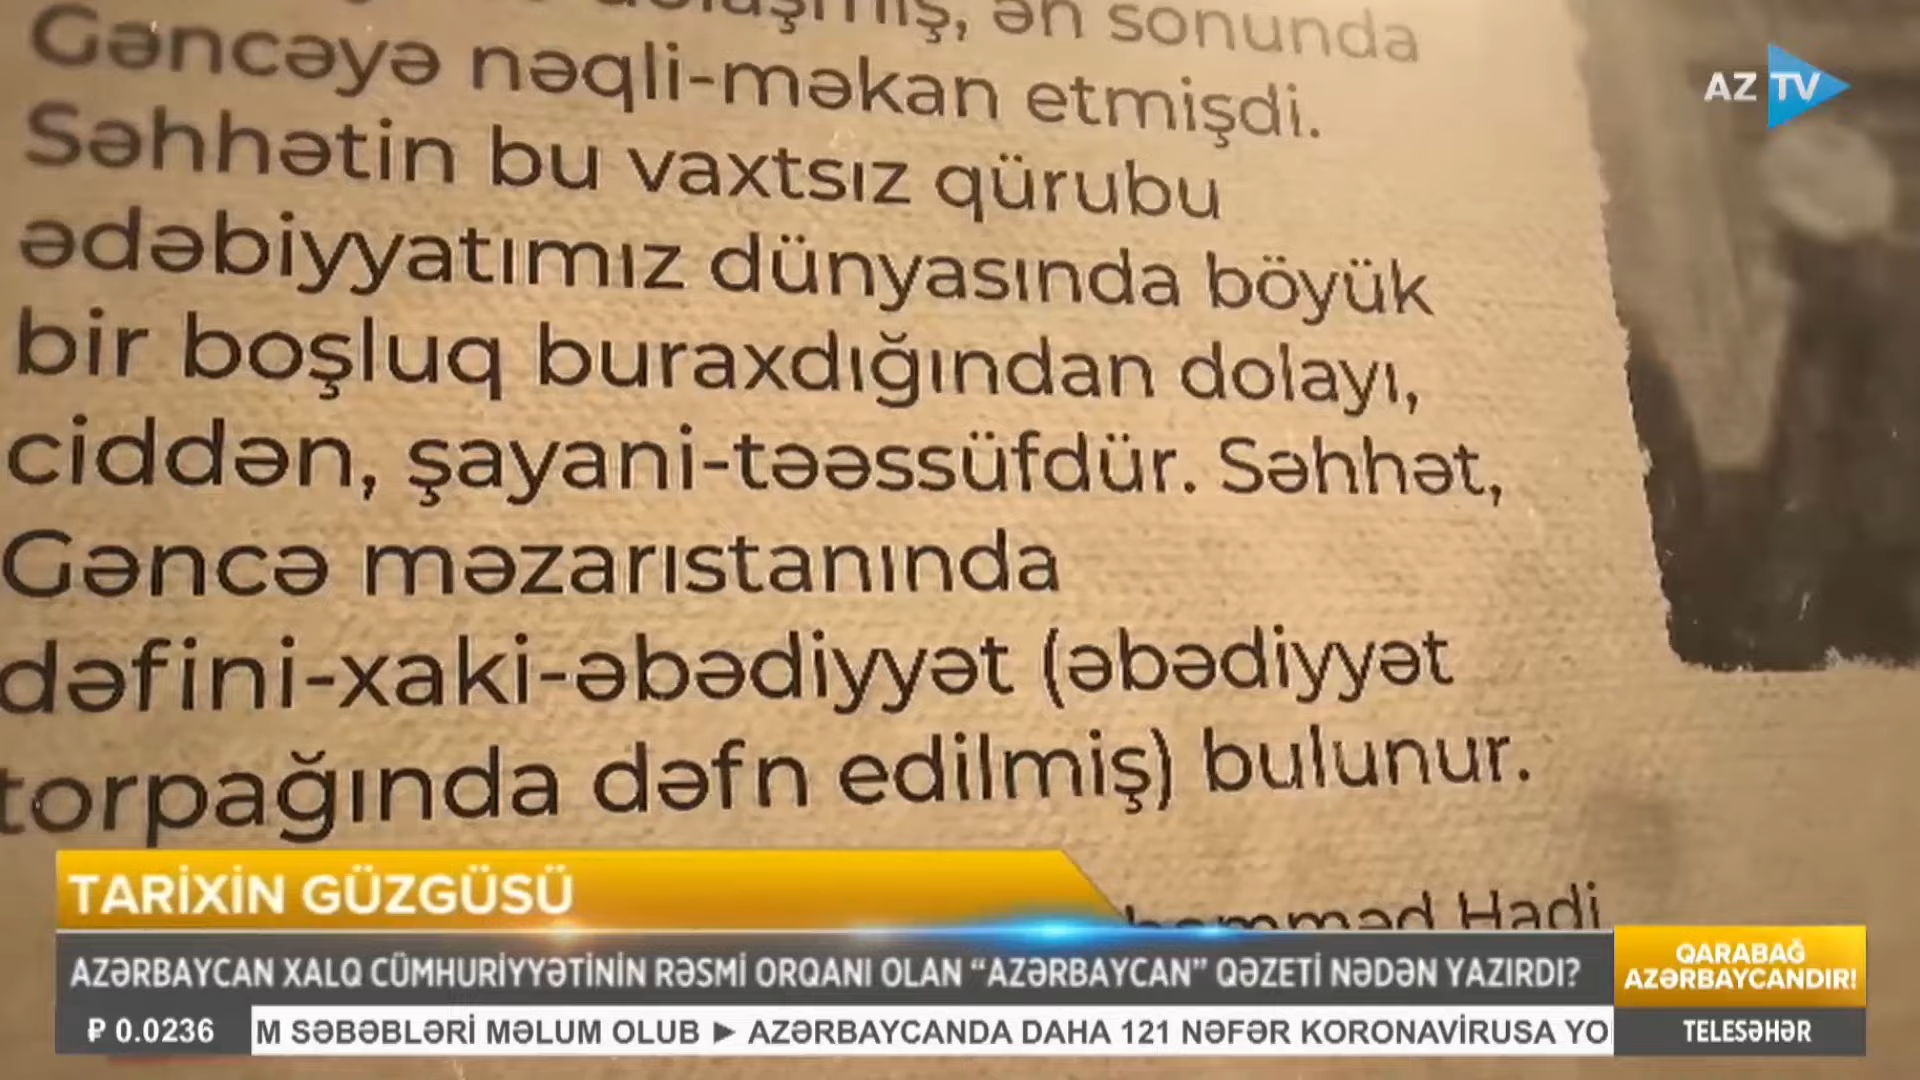 ən sonunda
Gəncəyə nəqli-məkan etmişdi.
Səhhətin bu vaxtsız qürubu
ədəbiyyatımız dünyasında böyük
bir boşluq buraxdığından dolayı,
ciddən, şayani-təəssüfdür. Səhhət,
Gəncə məzarıstanında
dəfini-xaki-əbədiyyət (əbədiyyət
torpağında dəfn edilmiş) bulunur.
Hadi
AZTV
TARİXİN GÜZGÜSÜ
AZƏRBAYCAN XALQ CÜMHURİYYƏTİNİN RƏSMİ ORQANI OLAN “AZƏRBAYCAN” QƏZETİ NƏDƏN YAZIRDI?
QARABAĞ
AZƏRBAYCANDIR!
₽ 0.0236
M SƏBƏBLƏRİ MƏLUM OLUB ► AZƏRBAYCANDA DAHA 121 NƏFƏR KORONAVİRUSA YO
TELESƏHƏR